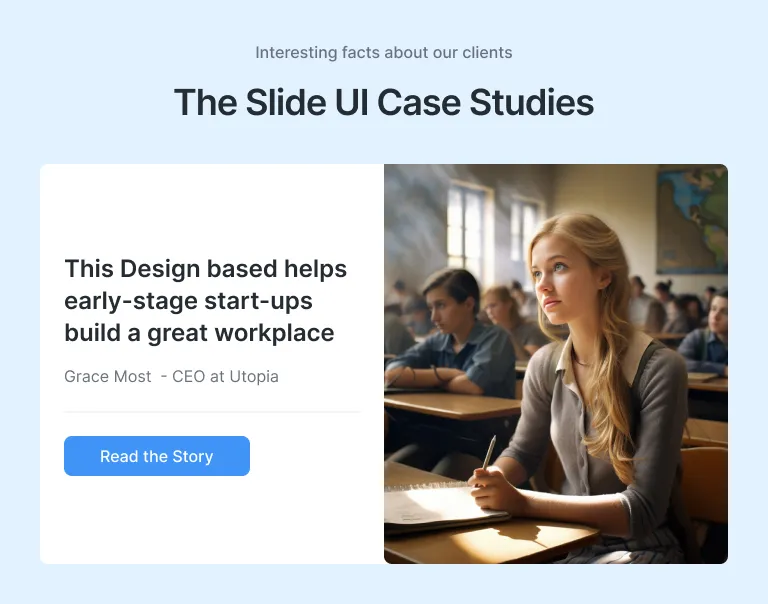 Interesting facts about our clients
The Slide UI Case Studies
This Design based helps
early-stage start-ups
build a great workplace
Grace Most - CEO at Utopia
Read the Story